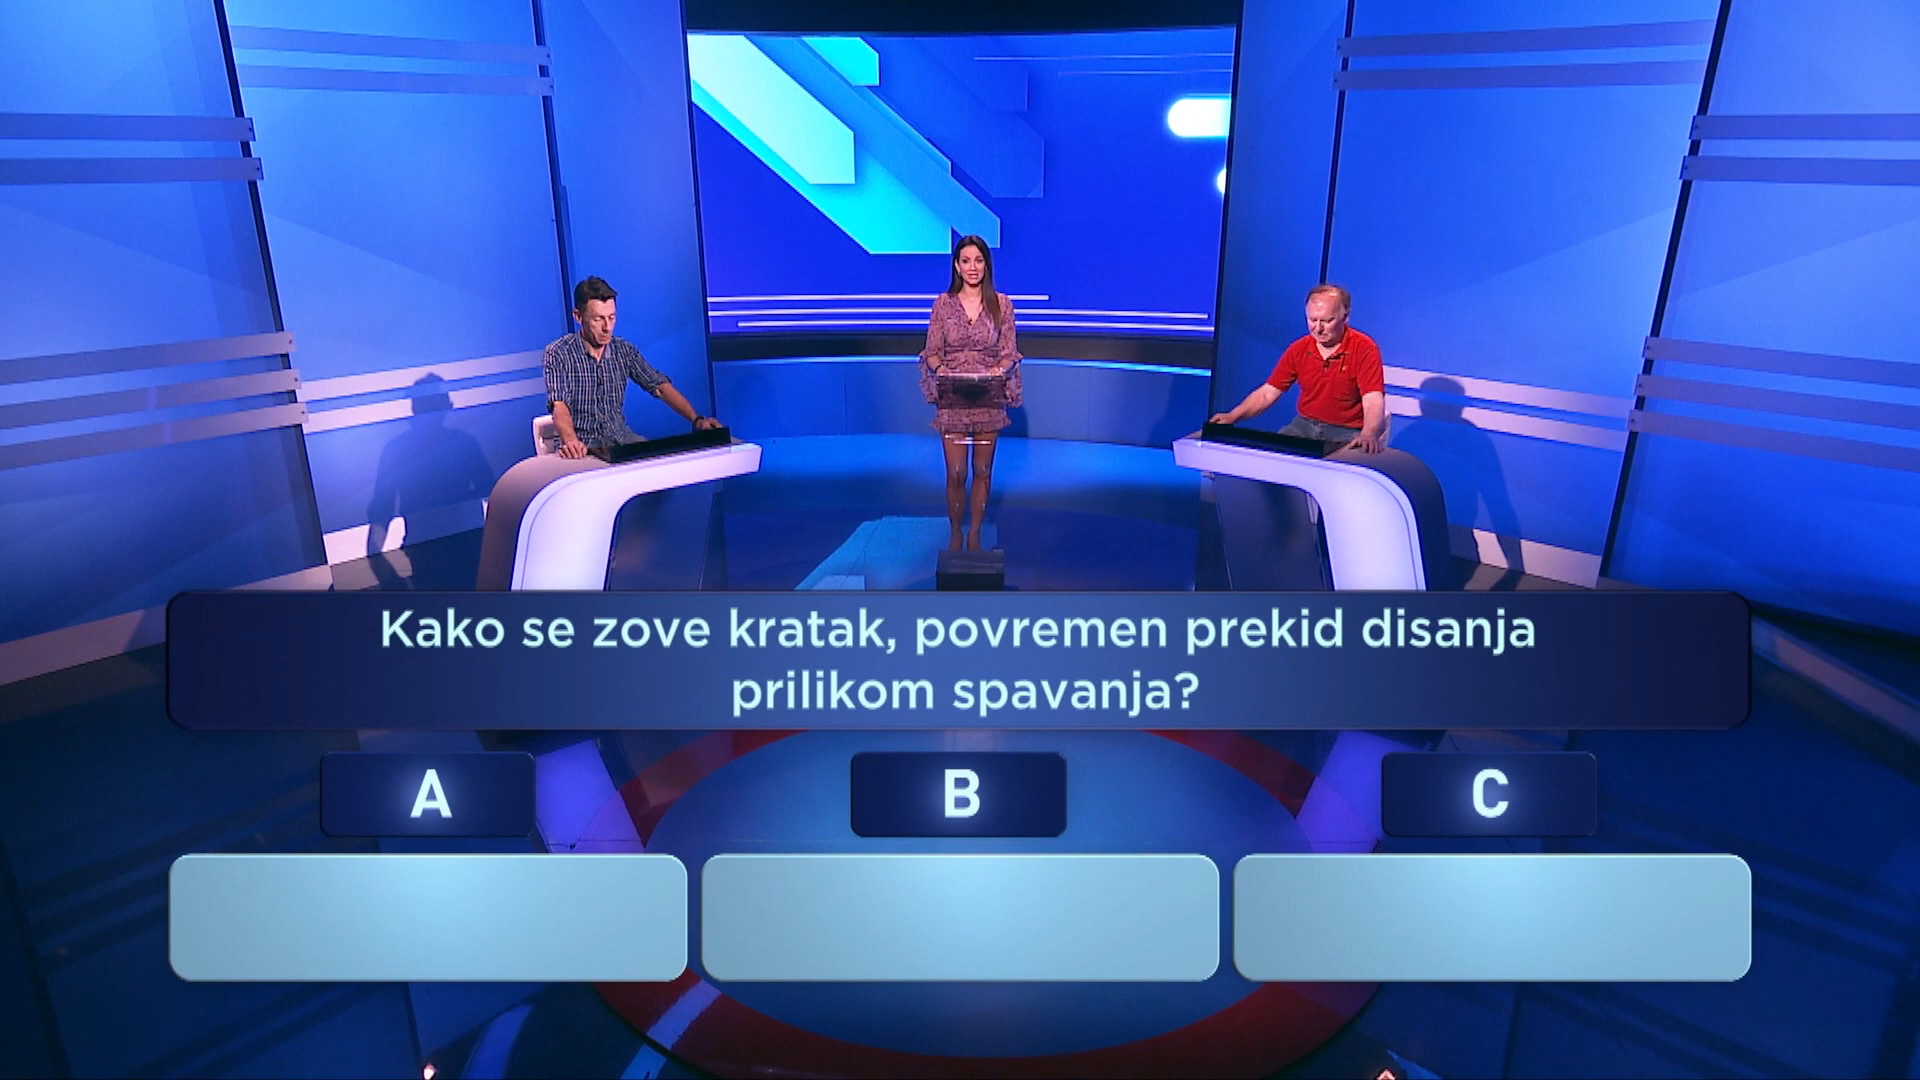 Kako se zove kratak, povremen prekid disanja
prilikom spavanja?
A
B
C